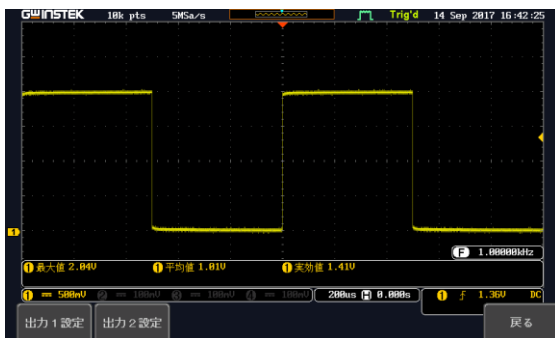 GWINSTEK 10k pts 5MSa/s Trig'd 14 Sep 2017 16:42:25
1
F 1.00000kHz
1 最大値 2.04V 1 平均値 1.01V 1 実効値 1.41V
1 500mV 2 100mV 3 100mV 4 100mV 200us H 0.000s 1 1.36V DC
出力1設定 出力2設定 戻る